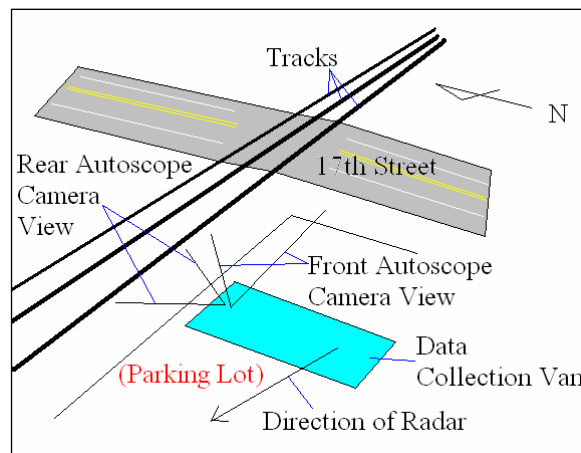 Tracks
N
Rear Autoscope
Camera
View
17th Street
Front Autoscope
Camera View
(Parking Lot)
Data
Collection Van
Direction of Radar